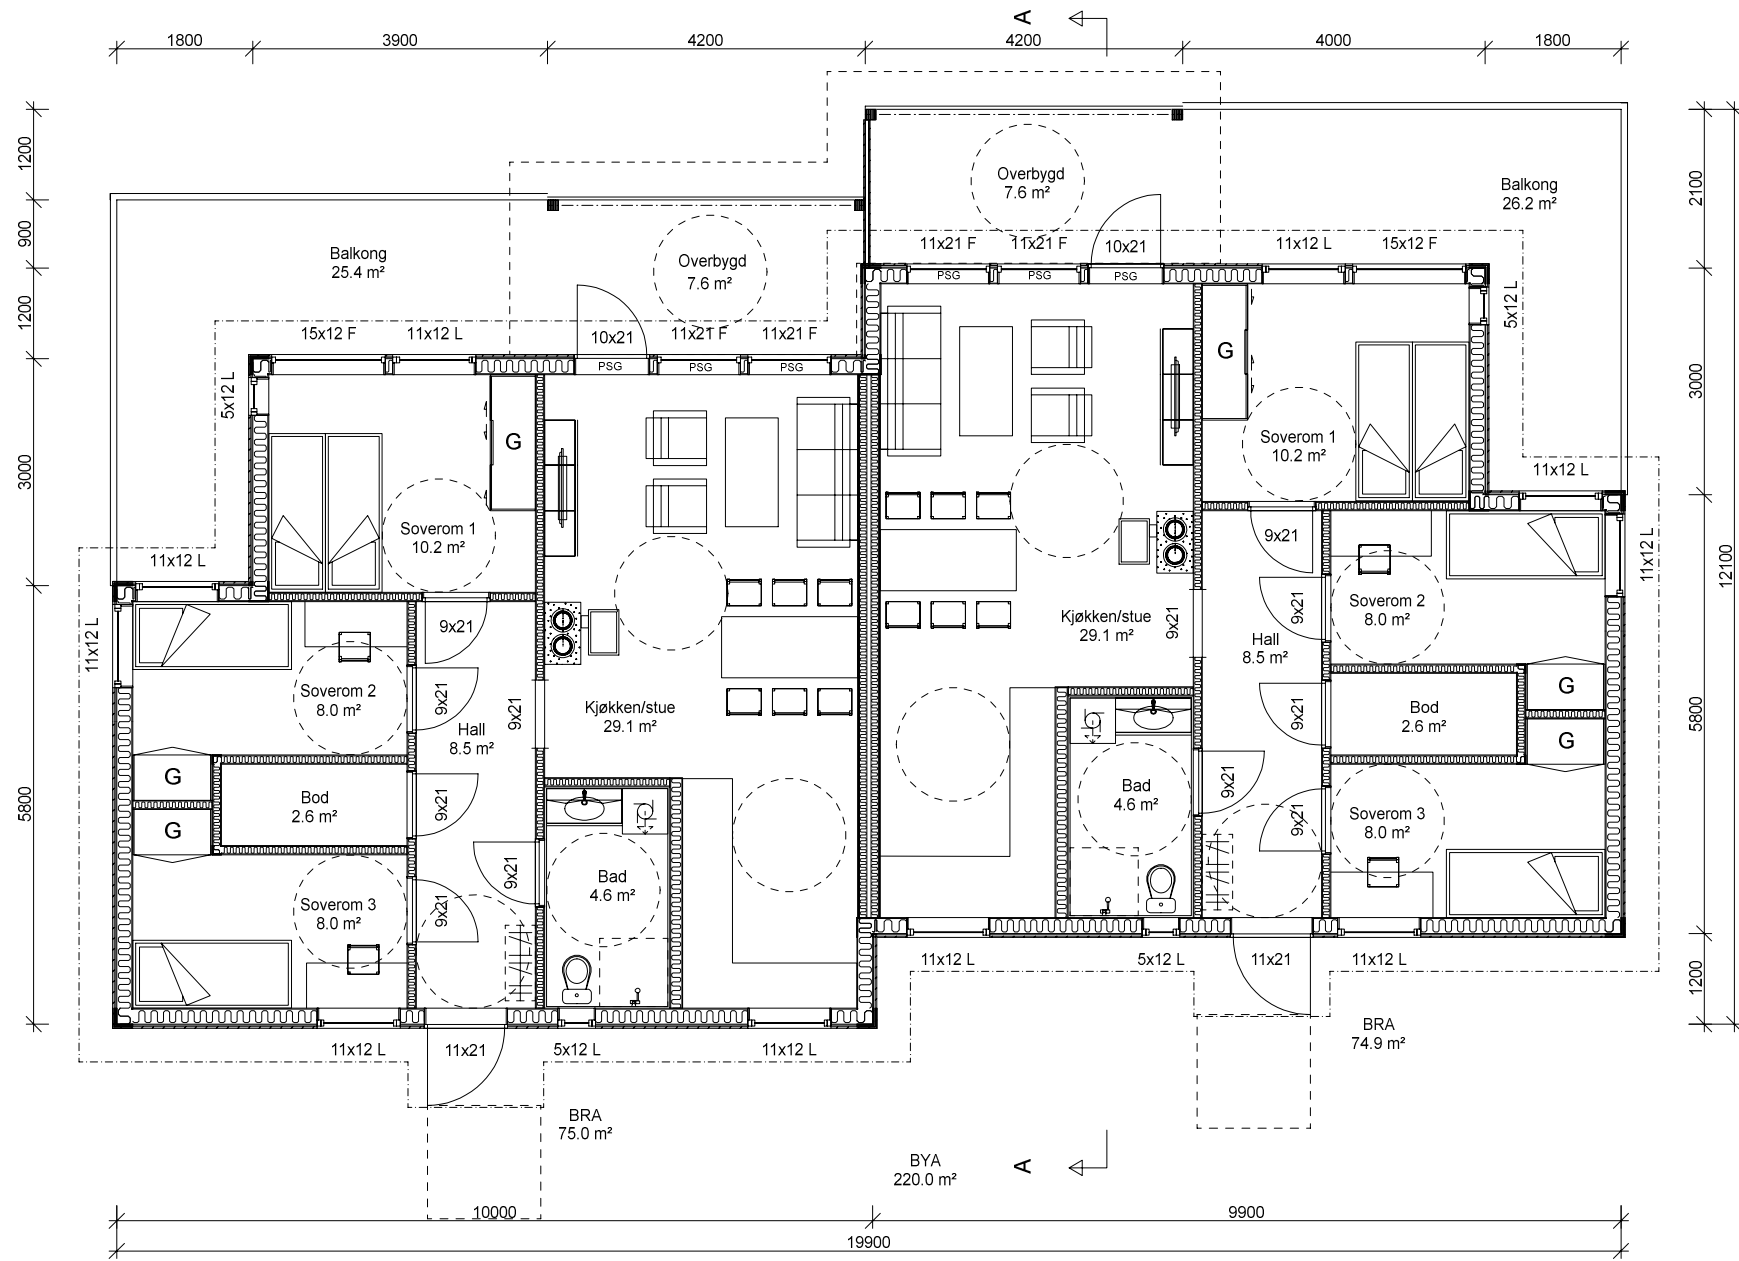 A
1800
3900
4200
4200
4000
1800
1200
900
1200
3000
5800
2100
3000
5800
1200
12100
Overbygd
7.6 m²
Balkong
26.2 m²
Balkong
25.4 m²
Overbygd
7.6 m²
11x21 F
11x21 F
10x21
11x12 L
15x12 F
PSG
PSG
PSG
5x12 L
15x12 F
11x12 L
10x21
11x21 F
11x21 F
PSG
PSG
PSG
5x12 L
G
Soverom 1
10.2 m²
G
Soverom 1
10.2 m²
11x12 L
11x12 L
11x12 L
11x12 L
9x21
9x21
9x21
9x21
Kjøkken/stue
29.1 m²
Hall
8.5 m²
Soverom 2
8.0 m²
9x21
9x21
9x21
Soverom 2
8.0 m²
Kjøkken/stue
29.1 m²
Hall
8.5 m²
9x21
G
Bod
2.6 m²
G
G
Bod
2.6 m²
G
9x21
9x21
9x21
Bad
4.6 m²
9x21
Soverom 3
8.0 m²
9x21
Bad
4.6 m²
Soverom 3
8.0 m²
9x21
11x12 L
5x12 L
11x21
11x12 L
11x12 L
11x21
5x12 L
11x12 L
BRA
74.9 m²
BRA
75.0 m²
BYA
220.0 m²
A
10000
9900
19900